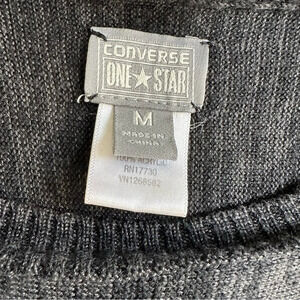 CONVERSE
ONE★STAR
M
MADE IN
CHINA
100% ACRYLIC
RN17730
VN1268582